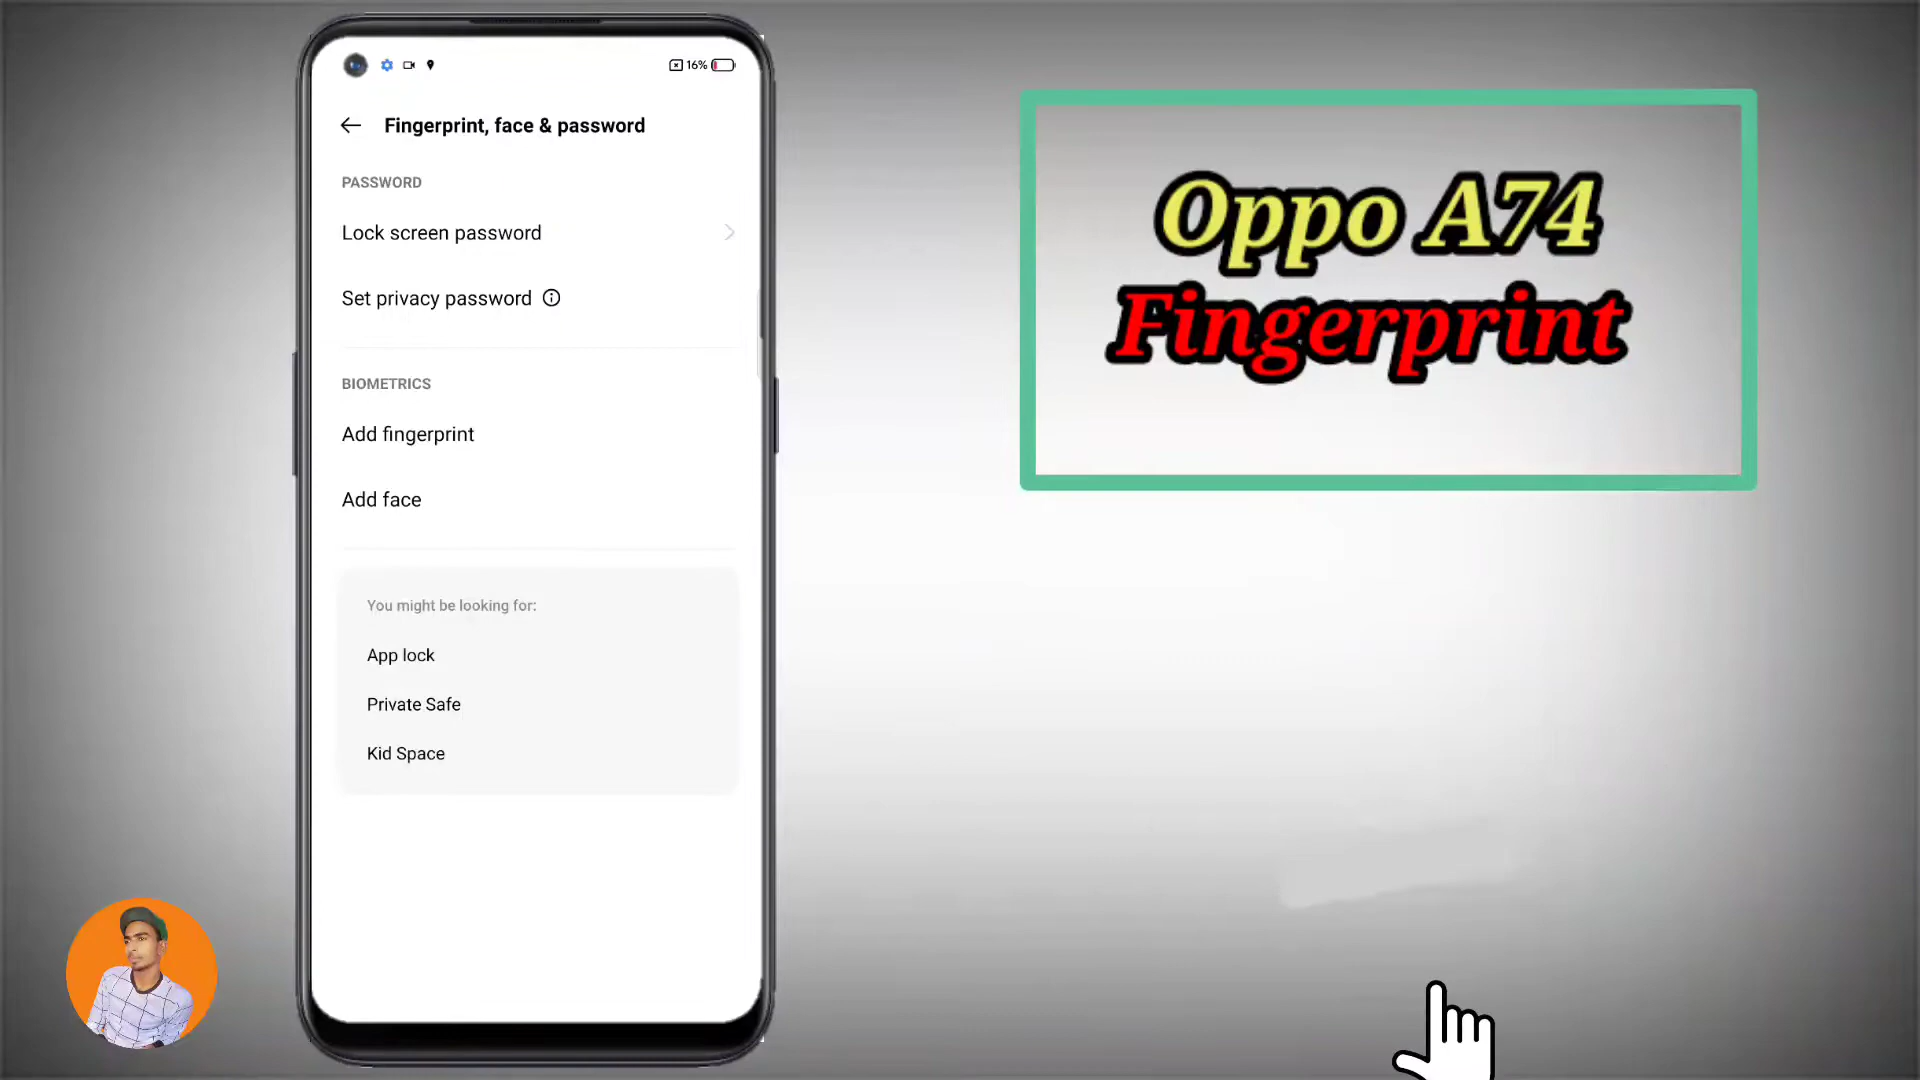 16%
Fingerprint, face & password
PASSWORD
Lock screen password
Set privacy password
BIOMETRICS
Add fingerprint
Add face
You might be looking for:
App lock
Private Safe
Kid Space
Oppo A74
Fingerprint